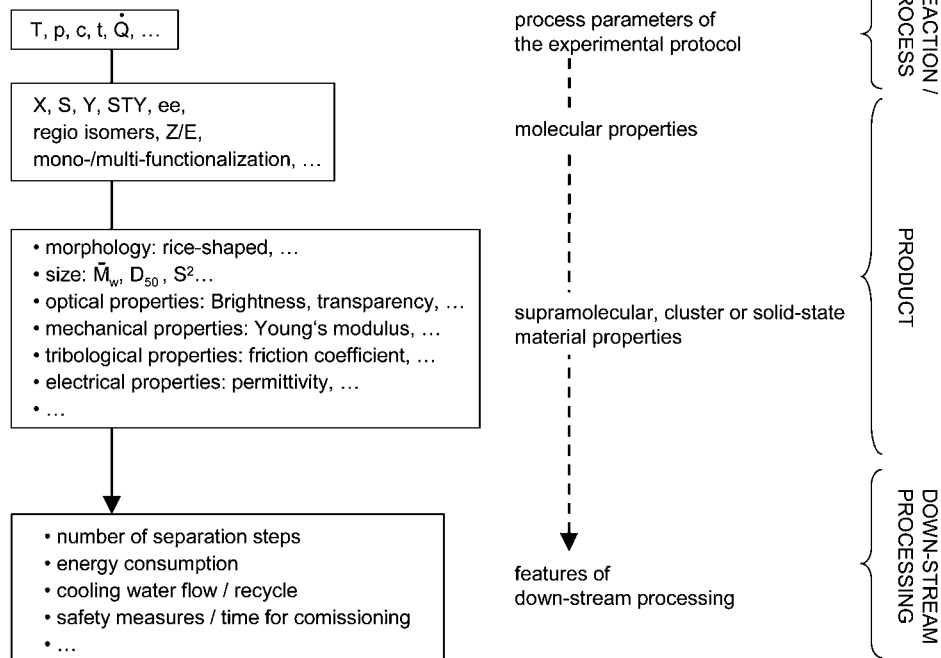 T, p, c, t, Q̇, …
process parameters of
the experimental protocol
X, S, Y, STY, ee,
regio isomers, Z/E,
mono-/multi-functionalization, …
molecular properties
• morphology: rice-shaped, …
• size: M̄w, D50 , S²…
• optical properties: Brightness, transparency, …
• mechanical properties: Young's modulus, …
• tribological properties: friction coefficient, …
• electrical properties: permittivity, …
• …
supramolecular, cluster or solid-state
material properties
• number of separation steps
• energy consumption
• cooling water flow / recycle
• safety measures / time for comissioning
• …
features of
down-stream processing
PRODUCT
DOWN-STREAM
PROCESSING